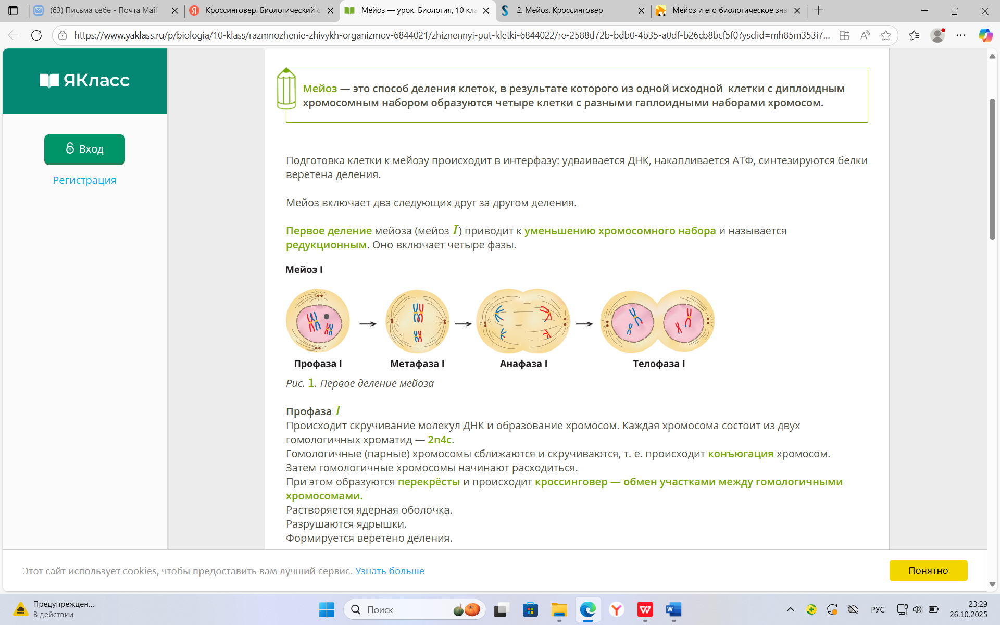 (63) Письма себе - Почта Mail
Кроссинговер. Биологический с
Мейоз — урок. Биология, 10 кла
2. Мейоз. Кроссинговер
Мейоз и его биологическое зна
https://www.yaklass.ru/p/biologia/10-klass/razmnozhenie-zhivykh-organizmov-6844021/zhiznennyi-put-kletki-6844022/re-2588d72b-bdb0-4b35-a0df-b26cb8bcf5f0?ysclid=mh85m353i7...
ЯКласс
Вход
Регистрация
Мейоз — это способ деления клеток, в результате которого из одной исходной клетки с диплоидным
хромосомным набором образуются четыре клетки с разными гаплоидными наборами хромосом.
Подготовка клетки к мейозу происходит в интерфазу: удваивается ДНК, накапливается АТФ, синтезируются белки
веретена деления.
Мейоз включает два следующих друг за другом деления.
Первое деление мейоза (мейоз I) приводит к уменьшению хромосомного набора и называется
редукционным. Оно включает четыре фазы.
Мейоз I
Профаза I
Метафаза I
Анафаза I
Телофаза I
Рис. 1. Первое деление мейоза
Профаза I
Происходит скручивание молекул ДНК и образование хромосом. Каждая хромосома состоит из двух
гомологичных хроматид — 2n4c.
Гомологичные (парные) хромосомы сближаются и скручиваются, т. е. происходит конъюгация хромосом.
Затем гомологичные хромосомы начинают расходиться.
При этом образуются перекрёсты и происходит кроссинговер — обмен участками между гомологичными
хромосомами.
Растворяется ядерная оболочка.
Разрушаются ядрышки.
Формируется веретено деления.
Этот сайт использует cookies, чтобы предоставить вам лучший сервис. Узнать больше
Понятно
Предупрежден...
В действии
Поиск
РУС
23:29
26.10.2025